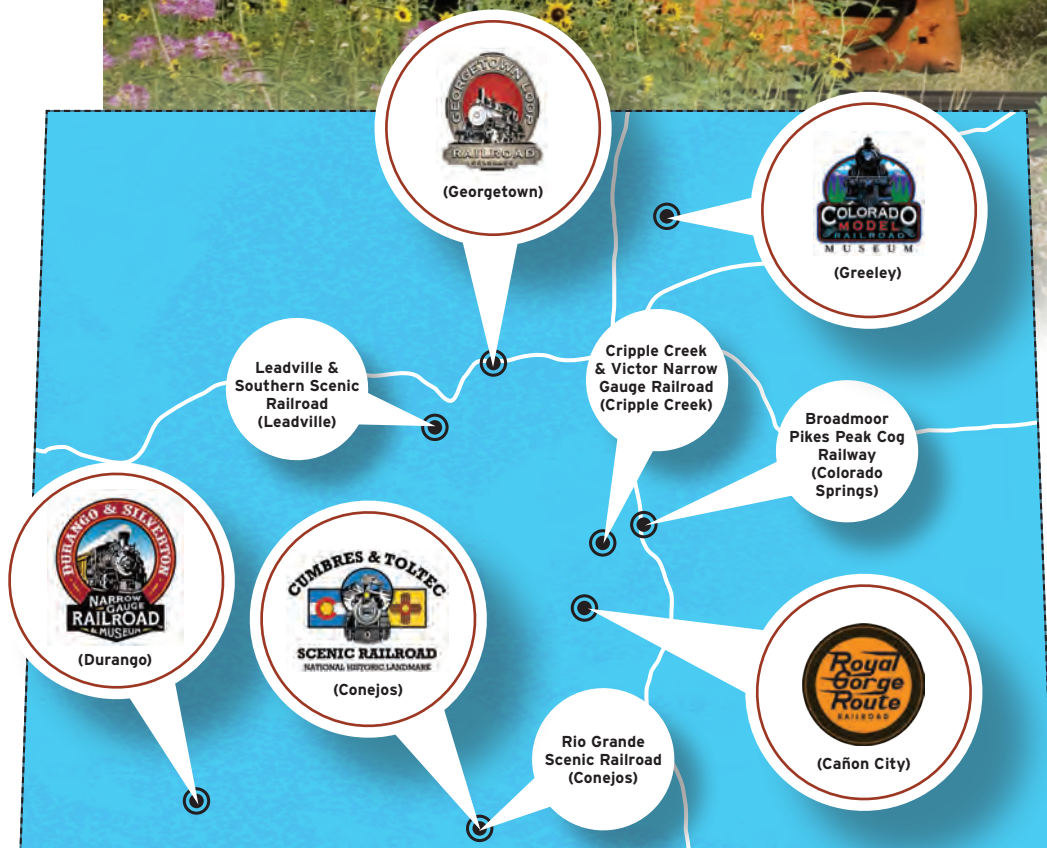 GEORGETOWN LOOP
RAILROAD
(Georgetown)
COLORADO
MODEL
RAILROAD
MUSEUM
(Greeley)
Leadville &
Southern Scenic
Railroad
(Leadville)
Cripple Creek
& Victor Narrow
Gauge Railroad
(Cripple Creek)
Broadmoor
Pikes Peak Cog
Railway
(Colorado
Springs)
DURANGO & SILVERTON
NARROW
GAUGE
RAILROAD
& MUSEUM
(Durango)
CUMBRES & TOLTEC
SCENIC RAILROAD
NATIONAL HISTORIC LANDMARK
(Conejos)
Rio Grande
Scenic Railroad
(Conejos)
Royal
Gorge
Route
RAILROAD
(Cañon City)